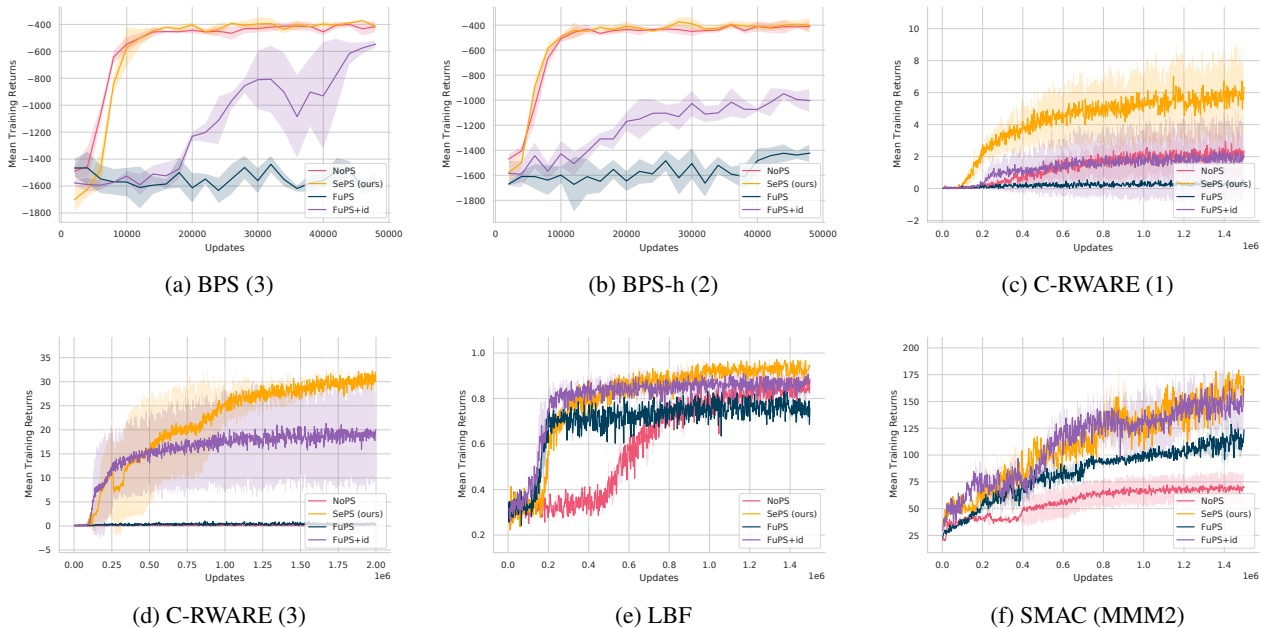 Mean Training Returns
−400
−600
−800
−1000
−1200
−1400
−1600
−1800
0 10000 20000 30000 40000 50000
Updates
NoPS
SePS (ours)
FuPS
FuPS+id
(a) BPS (3)
Mean Training Returns
−400
−600
−800
−1000
−1200
−1400
−1600
−1800
0 10000 20000 30000 40000 50000
Updates
NoPS
SePS (ours)
FuPS
FuPS+id
(b) BPS-h (2)
Mean Training Returns
8
6
4
2
0
−2
0.0 0.2 0.4 0.6 0.8 1.0 1.2 1.4
1e6
Updates
NoPS
SePS (ours)
FuPS
FuPS+id
(c) C-RWARE (1)
Mean Training Returns
35
30
25
20
15
10
5
0
−5
0.00 0.25 0.50 0.75 1.00 1.25 1.50 1.75 2.00
1e6
Updates
NoPS
SePS (ours)
FuPS
FuPS+id
(d) C-RWARE (3)
Mean Training Returns
1.0
0.8
0.6
0.4
0.2
0.0 0.2 0.4 0.6 0.8 1.0 1.2 1.4
1e6
Updates
NoPS
SePS (ours)
FuPS
FuPS+id
(e) LBF
Mean Training Returns
200
175
150
125
100
75
50
25
0.0 0.2 0.4 0.6 0.8 1.0 1.2 1.4
1e6
Updates
NoPS
SePS (ours)
FuPS
FuPS+id
(f) SMAC (MMM2)